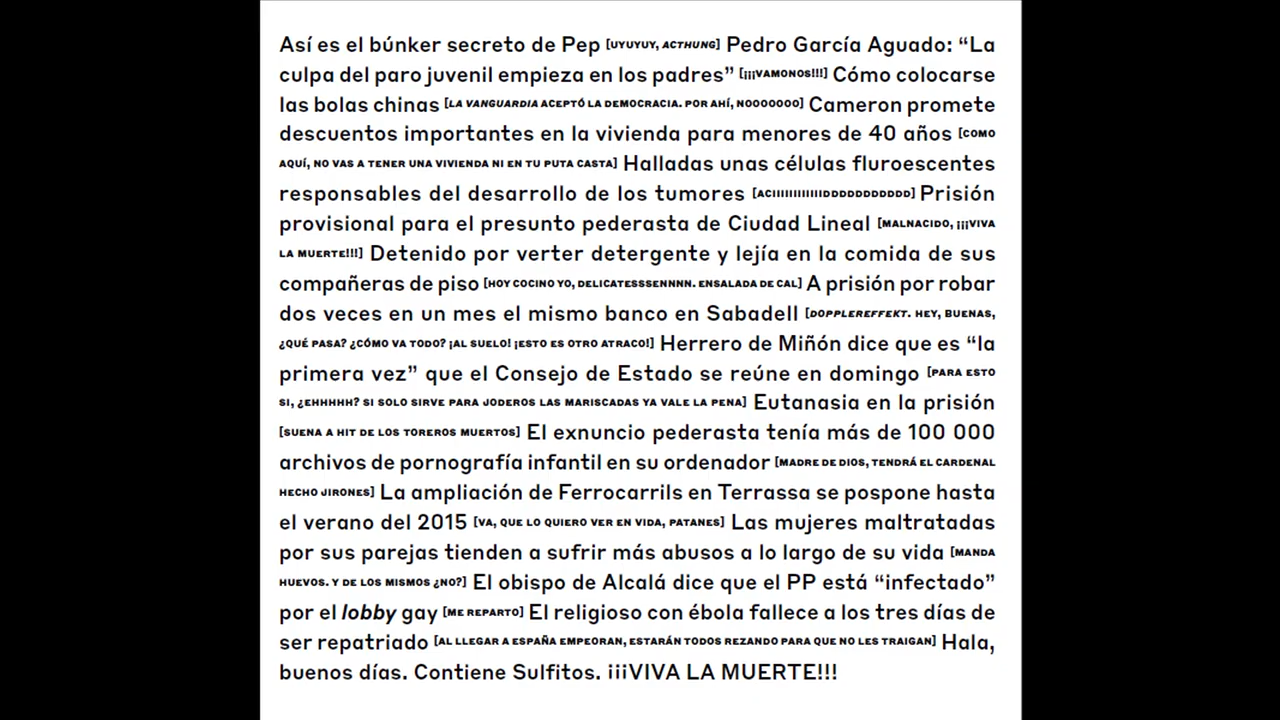 Así es el búnker secreto de Pep [UYUYUY, ACTHUNG] Pedro García Aguado: “La
culpa del paro juvenil empieza en los padres” [¡¡¡VAMONOS!!!] Cómo colocarse
las bolas chinas [LA VANGUARDIA ACEPTÓ LA DEMOCRACIA. POR AHÍ, NOOOOOOO] Cameron promete
descuentos importantes en la vivienda para menores de 40 años [COMO
AQUÍ, NO VAS A TENER UNA VIVIENDA NI EN TU PUTA CASTA] Halladas unas células fluroescentes
responsables del desarrollo de los tumores [ACIIIIIIIIIIIIDDDDDDDDDDD] Prisión
provisional para el presunto pederasta de Ciudad Lineal [MALNACIDO, ¡¡¡VIVA
LA MUERTE!!!] Detenido por verter detergente y lejía en la comida de sus
compañeras de piso [HOY COCINO YO, DELICATESSSENNNN. ENSALADA DE CAL] A prisión por robar
dos veces en un mes el mismo banco en Sabadell [DOPPLEREFFEKT. HEY, BUENAS,
¿QUÉ PASA? ¿CÓMO VA TODO? ¡AL SUELO! ¡ESTO ES OTRO ATRACO!] Herrero de Miñón dice que es “la
primera vez” que el Consejo de Estado se reúne en domingo [PARA ESTO
SI, ¿EHHHHH? SI SOLO SIRVE PARA JODEROS LAS MARISCADAS YA VALE LA PENA] Eutanasia en la prisión
[SUENA A HIT DE LOS TOREROS MUERTOS] El exnuncio pederasta tenía más de 100 000
archivos de pornografía infantil en su ordenador [MADRE DE DIOS, TENDRÁ EL CARDENAL
HECHO JIRONES] La ampliación de Ferrocarrils en Terrassa se pospone hasta
el verano del 2015 [VA, QUE LO QUIERO VER EN VIDA, PATANES] Las mujeres maltratadas
por sus parejas tienden a sufrir más abusos a lo largo de su vida [MANDA
HUEVOS. Y DE LOS MISMOS ¿NO?] El obispo de Alcalá dice que el PP está “infectado”
por el lobby gay [ME REPARTO] El religioso con ébola fallece a los tres días de
ser repatriado [AL LLEGAR A ESPAÑA EMPEORAN, ESTARÁN TODOS REZANDO PARA QUE NO LES TRAIGAN] Hala,
buenos días. Contiene Sulfitos. ¡¡¡VIVA LA MUERTE!!!